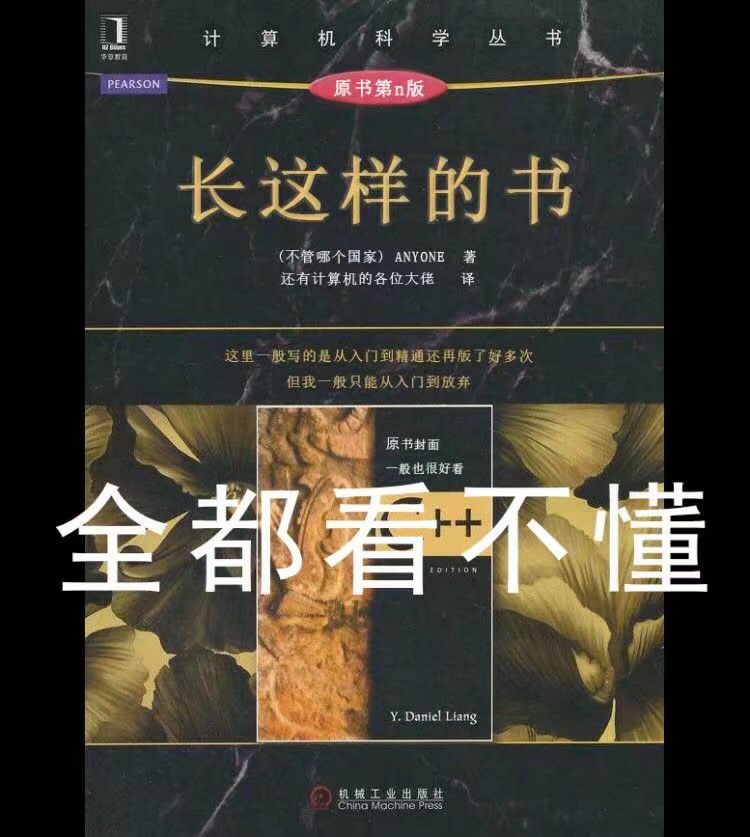 计算机科学丛书
HZ Books
华章教育
PEARSON
原书第n版
长这样的书
(不管哪个国家) ANYONE 著
还有计算机的各位大佬 译
这里一般写的是从入门到精通还再版了好多次
但我一般只能从入门到放弃
原书封面
一般也很好看
C++
全都看不懂
EDITION
Y. Daniel Liang
机械工业出版社
China Machine Press